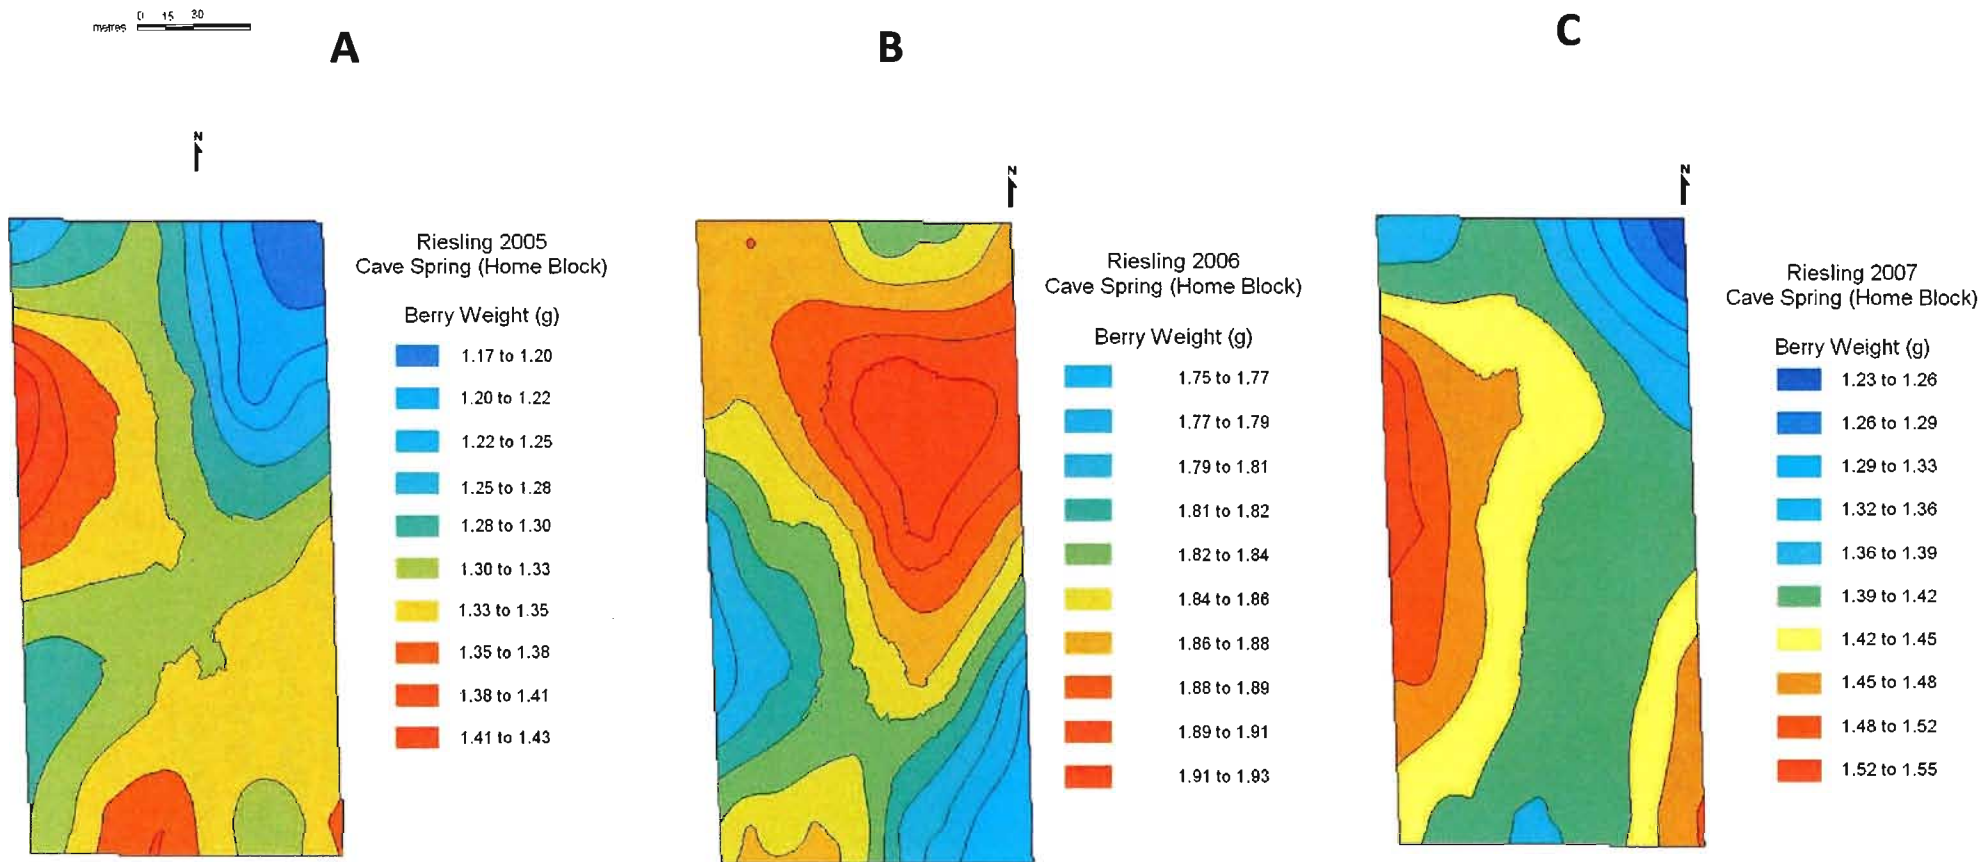 0 15 30
metres
A
B
C
N
N
N
Riesling 2005
Cave Spring (Home Block)
Berry Weight (g)
1.17 to 1.20
1.20 to 1.22
1.22 to 1.25
1.25 to 1.28
1.28 to 1.30
1.30 to 1.33
1.33 to 1.35
1.35 to 1.38
1.38 to 1.41
1.41 to 1.43
Riesling 2006
Cave Spring (Home Block)
Berry Weight (g)
1.75 to 1.77
1.77 to 1.79
1.79 to 1.81
1.81 to 1.82
1.82 to 1.84
1.84 to 1.86
1.86 to 1.88
1.88 to 1.89
1.89 to 1.91
1.91 to 1.93
Riesling 2007
Cave Spring (Home Block)
Berry Weight (g)
1.23 to 1.26
1.26 to 1.29
1.29 to 1.33
1.32 to 1.36
1.36 to 1.39
1.39 to 1.42
1.42 to 1.45
1.45 to 1.48
1.48 to 1.52
1.52 to 1.55